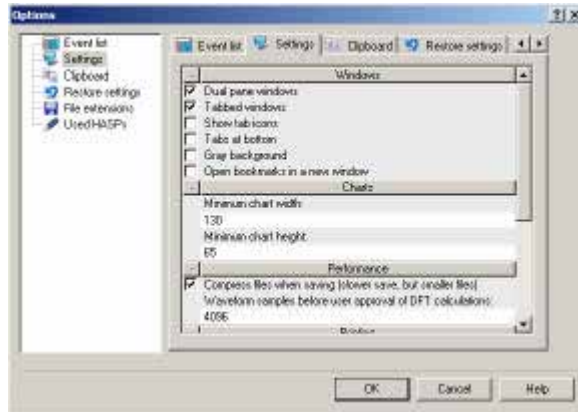 Options
Event list
Settings
Clipboard
Restore settings
File extensions
Used HASPs
Event list Settings Clipboard Restore settings
Windows
Dual pane windows
Tabbed windows
Show tab icons
Tabs at bottom
Gray background
Open bookmarks in a new window
Charts
Minimum chart width:
130
Minimum chart height:
65
Performance
Compress files when saving (slower save, but smaller files)
Waveform samples before user approval of DFT calculations:
4096
OK Cancel Help